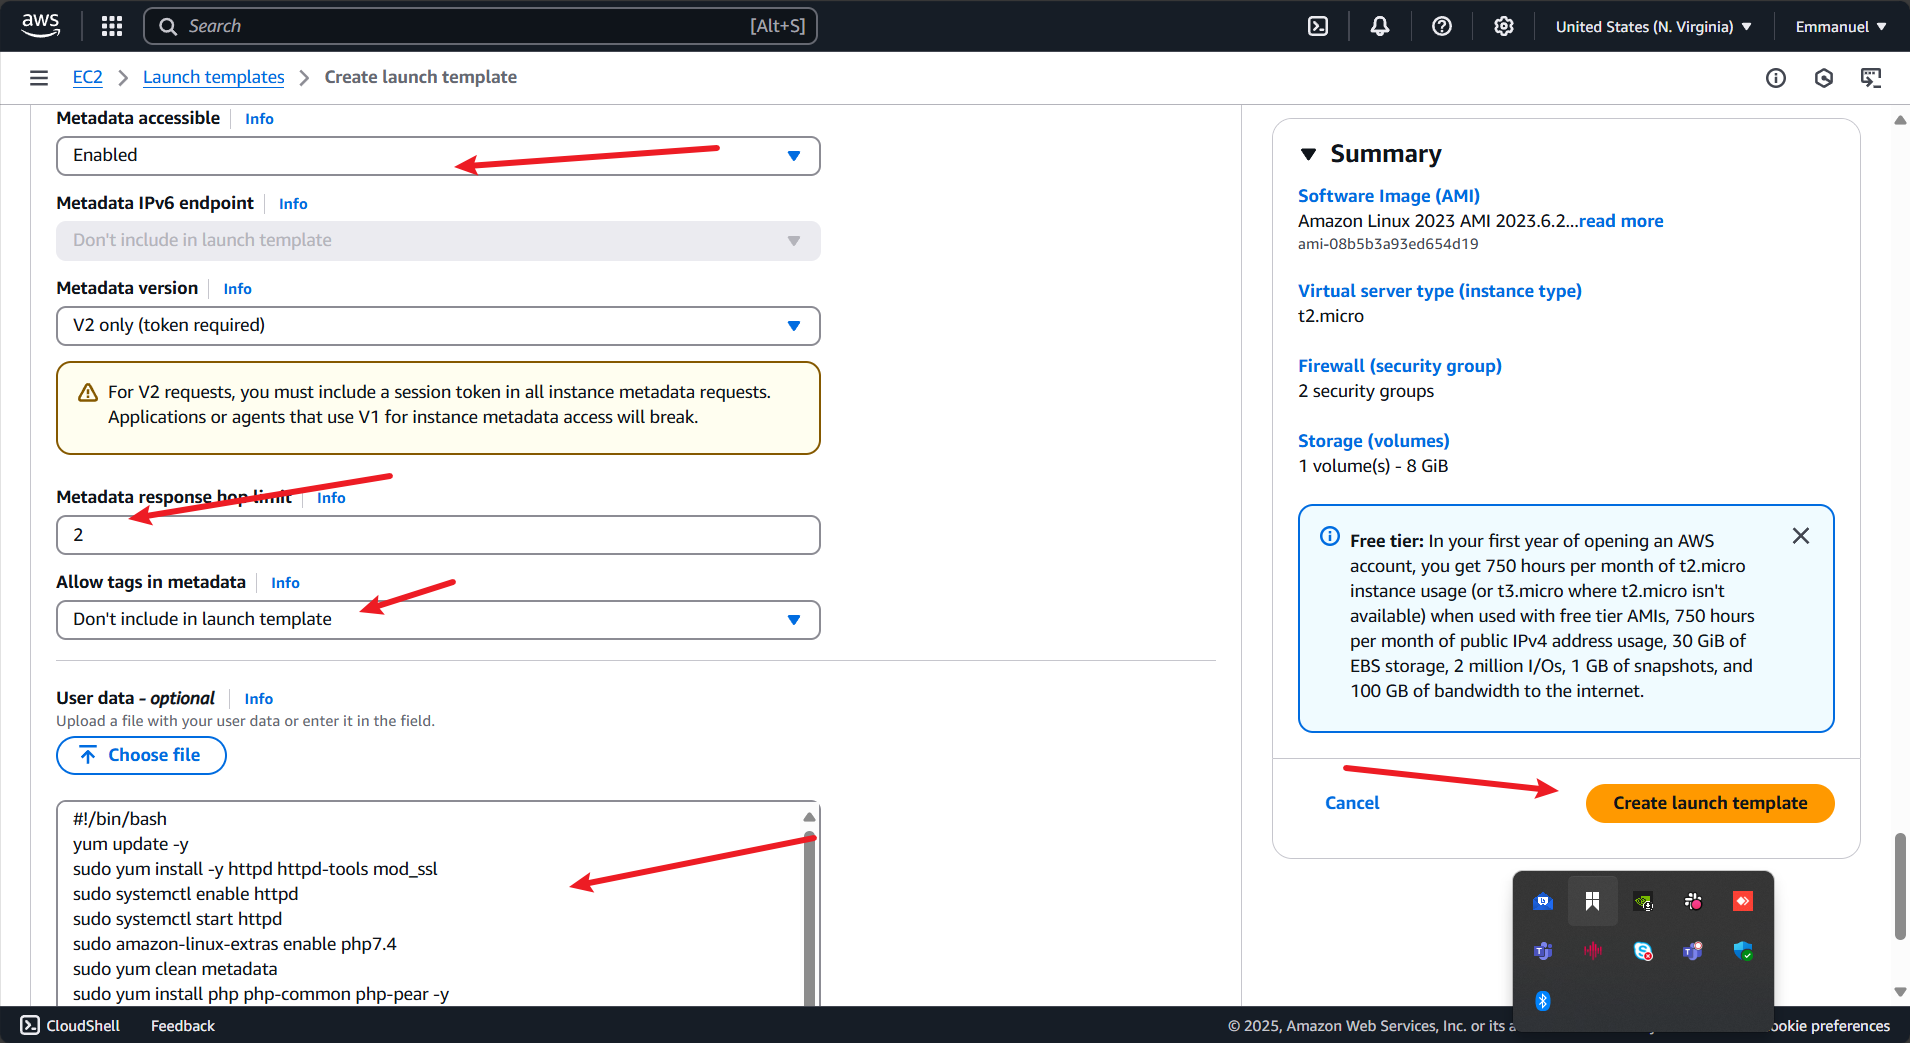 aws
Search
[Alt+S]
United States (N. Virginia)
Emmanuel
EC2
Launch templates
Create launch template
Metadata accessible
Info
Enabled
Metadata IPv6 endpoint
Info
Don't include in launch template
Metadata version
Info
V2 only (token required)
For V2 requests, you must include a session token in all instance metadata requests.
Applications or agents that use V1 for instance metadata access will break.
Metadata response hop limit
Info
2
Allow tags in metadata
Info
Don't include in launch template
User data - optional
Info
Upload a file with your user data or enter it in the field.
Choose file
#!/bin/bash
yum update -y
sudo yum install -y httpd httpd-tools mod_ssl
sudo systemctl enable httpd
sudo systemctl start httpd
sudo amazon-linux-extras enable php7.4
sudo yum clean metadata
sudo yum install php php-common php-pear -y
Summary
Software Image (AMI)
Amazon Linux 2023 AMI 2023.6.2...read more
ami-08b5b3a93ed654d19
Virtual server type (instance type)
t2.micro
Firewall (security group)
2 security groups
Storage (volumes)
1 volume(s) - 8 GiB
Free tier: In your first year of opening an AWS
account, you get 750 hours per month of t2.micro
instance usage (or t3.micro where t2.micro isn't
available) when used with free tier AMIs, 750 hours
per month of public IPv4 address usage, 30 GiB of
EBS storage, 2 million I/Os, 1 GB of snapshots, and
100 GB of bandwidth to the internet.
Cancel
Create launch template
CloudShell
Feedback
© 2025, Amazon Web Services, Inc. or its a
ookie preferences